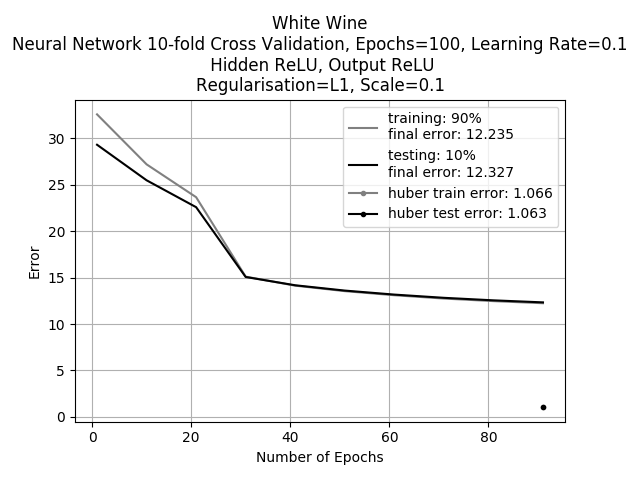 White Wine
Neural Network 10-fold Cross Validation, Epochs=100, Learning Rate=0.1
Hidden ReLU, Output ReLU
Regularisation=L1, Scale=0.1
training: 90%
final error: 12.235
testing: 10%
final error: 12.327
huber train error: 1.066
huber test error: 1.063
30
25
20
15
10
5
0
Error
0 20 40 60 80
Number of Epochs